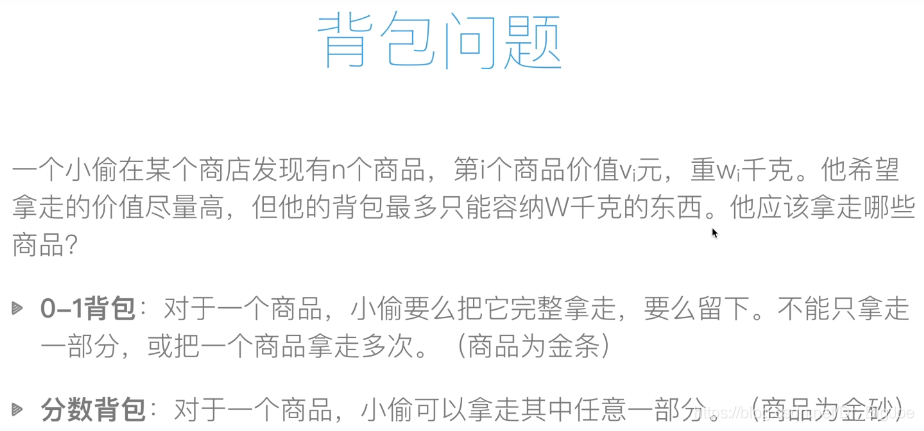 背包问题
一个小偷在某个商店发现有n个商品，第i个商品价值vᵢ元，重wᵢ千克。他希望
拿走的价值尽量高，但他的背包最多只能容纳W千克的东西。他应该拿走哪些
商品？
0-1背包：对于一个商品，小偷要么把它完整拿走，要么留下。不能只拿走
一部分，或把一个商品拿走多次。（商品为金条）
分数背包：对于一个商品，小偷可以拿走其中任意一部分。（商品为金砂）